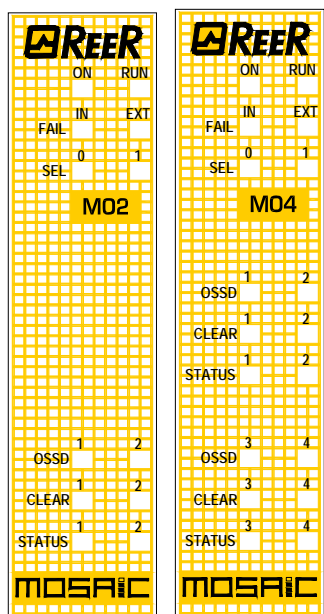 REER
ON RUN
IN EXT
FAIL
0 1
SEL
MO2
1 2
OSSD
1 2
CLEAR
1 2
STATUS
MOSAIC
REER
ON RUN
IN EXT
FAIL
0 1
SEL
MO4
1 2
OSSD
1 2
CLEAR
1 2
STATUS
3 4
OSSD
3 4
CLEAR
3 4
STATUS
MOSAIC